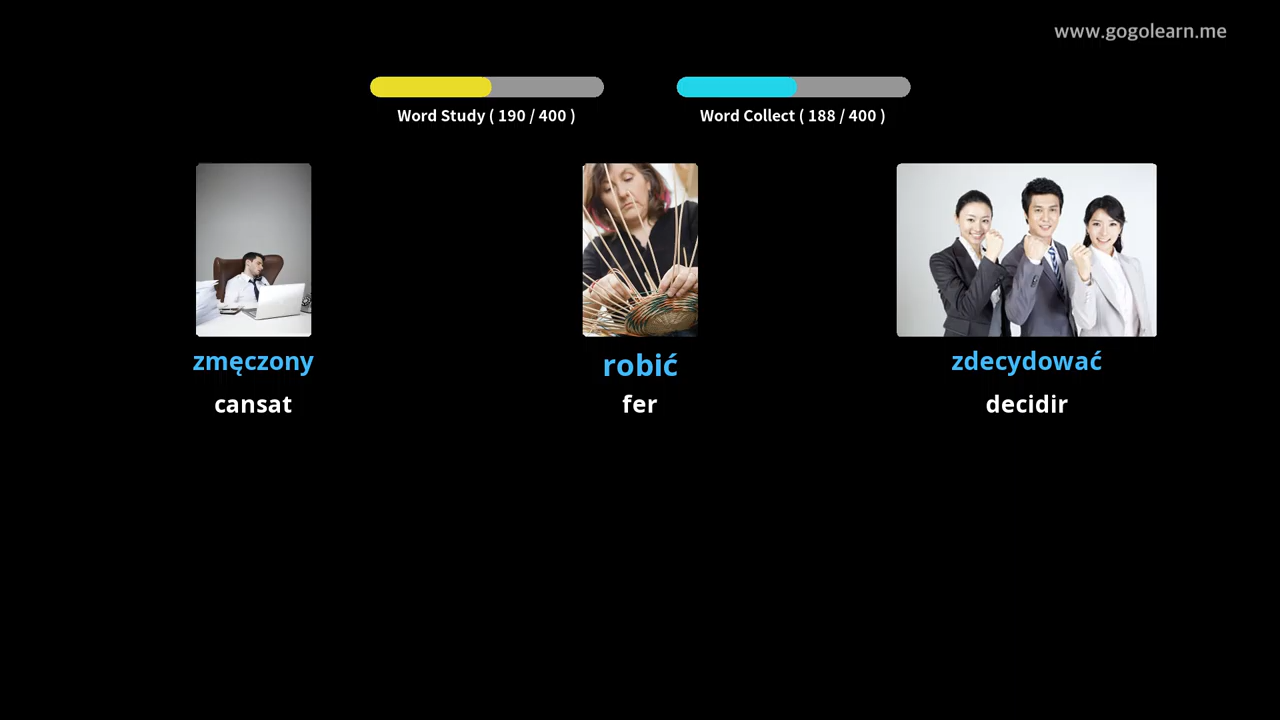 www.gogolearn.me
Word Study ( 190 / 400 )
Word Collect ( 188 / 400 )
zmęczony
robić
zdecydować
cansat
fer
decidir